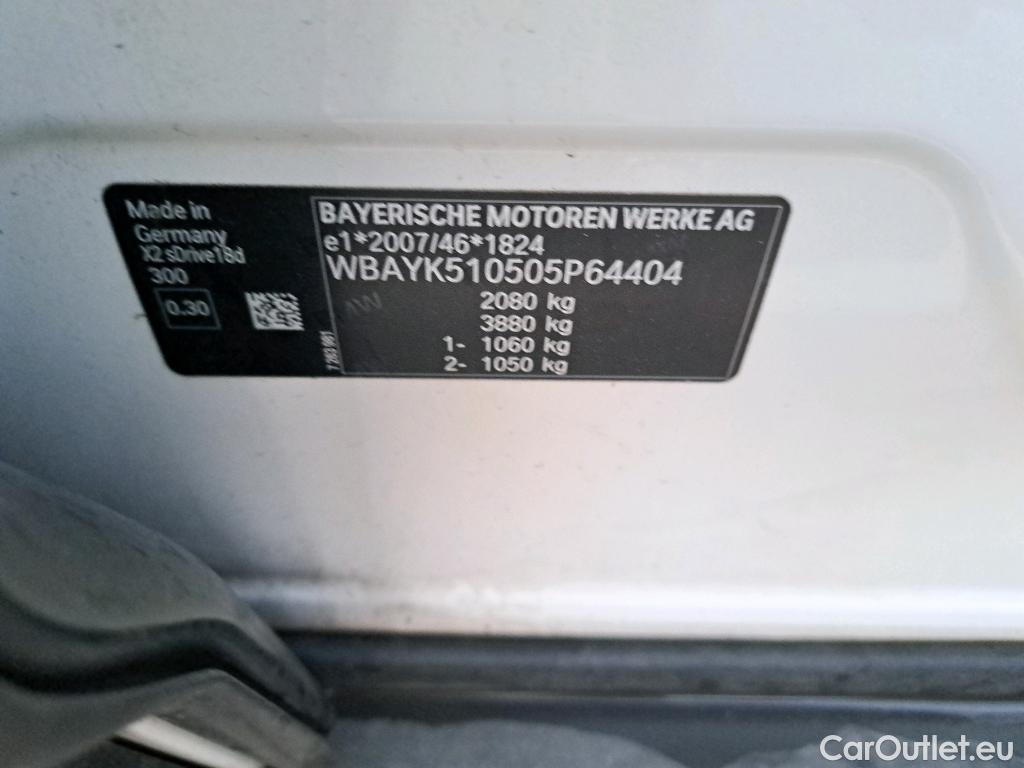 Made in
Germany
X2 sDrive18d
300
0.30
BAYERISCHE MOTOREN WERKE AG
e1*2007/46*1824
WBAYK510505P64404
2080 kg
3880 kg
1- 1060 kg
2- 1050 kg
CarOutlet.eu